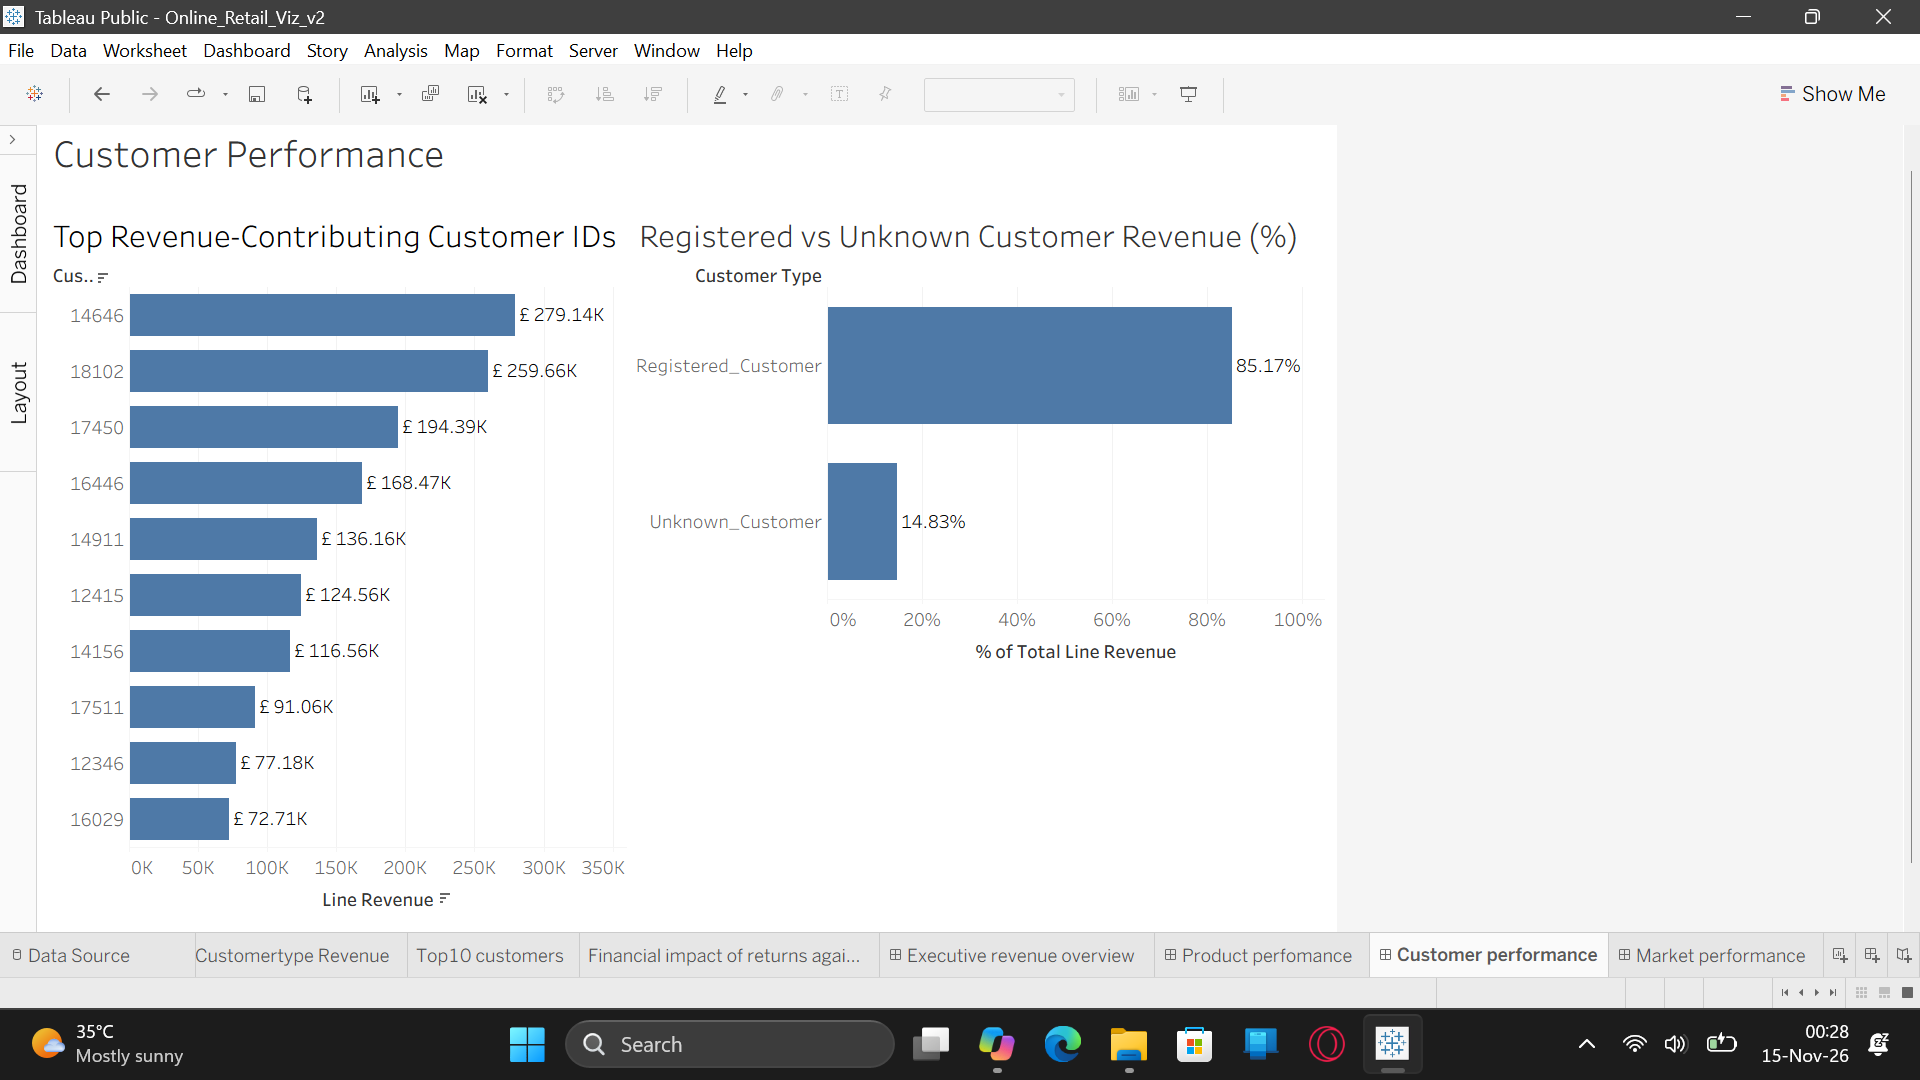 Tableau Public - Online_Retail_Viz_v2
File Data Worksheet Dashboard Story Analysis Map Format Server Window Help
Show Me
Dashboard
Layout
Customer Performance
Top Revenue-Contributing Customer IDs
Cus..
14646 £ 279.14K
18102 £ 259.66K
17450 £ 194.39K
16446 £ 168.47K
14911 £ 136.16K
12415 £ 124.56K
14156 £ 116.56K
17511 £ 91.06K
12346 £ 77.18K
16029 £ 72.71K
0K 50K 100K 150K 200K 250K 300K 350K
Line Revenue
Registered vs Unknown Customer Revenue (%)
Customer Type
Registered_Customer 85.17%
Unknown_Customer 14.83%
0% 20% 40% 60% 80% 100%
% of Total Line Revenue
Data Source Customertype Revenue Top10 customers Financial impact of returns agai... Executive revenue overview Product perfomance Customer performance Market performance
35°C
Mostly sunny
Search
00:28
15-Nov-26